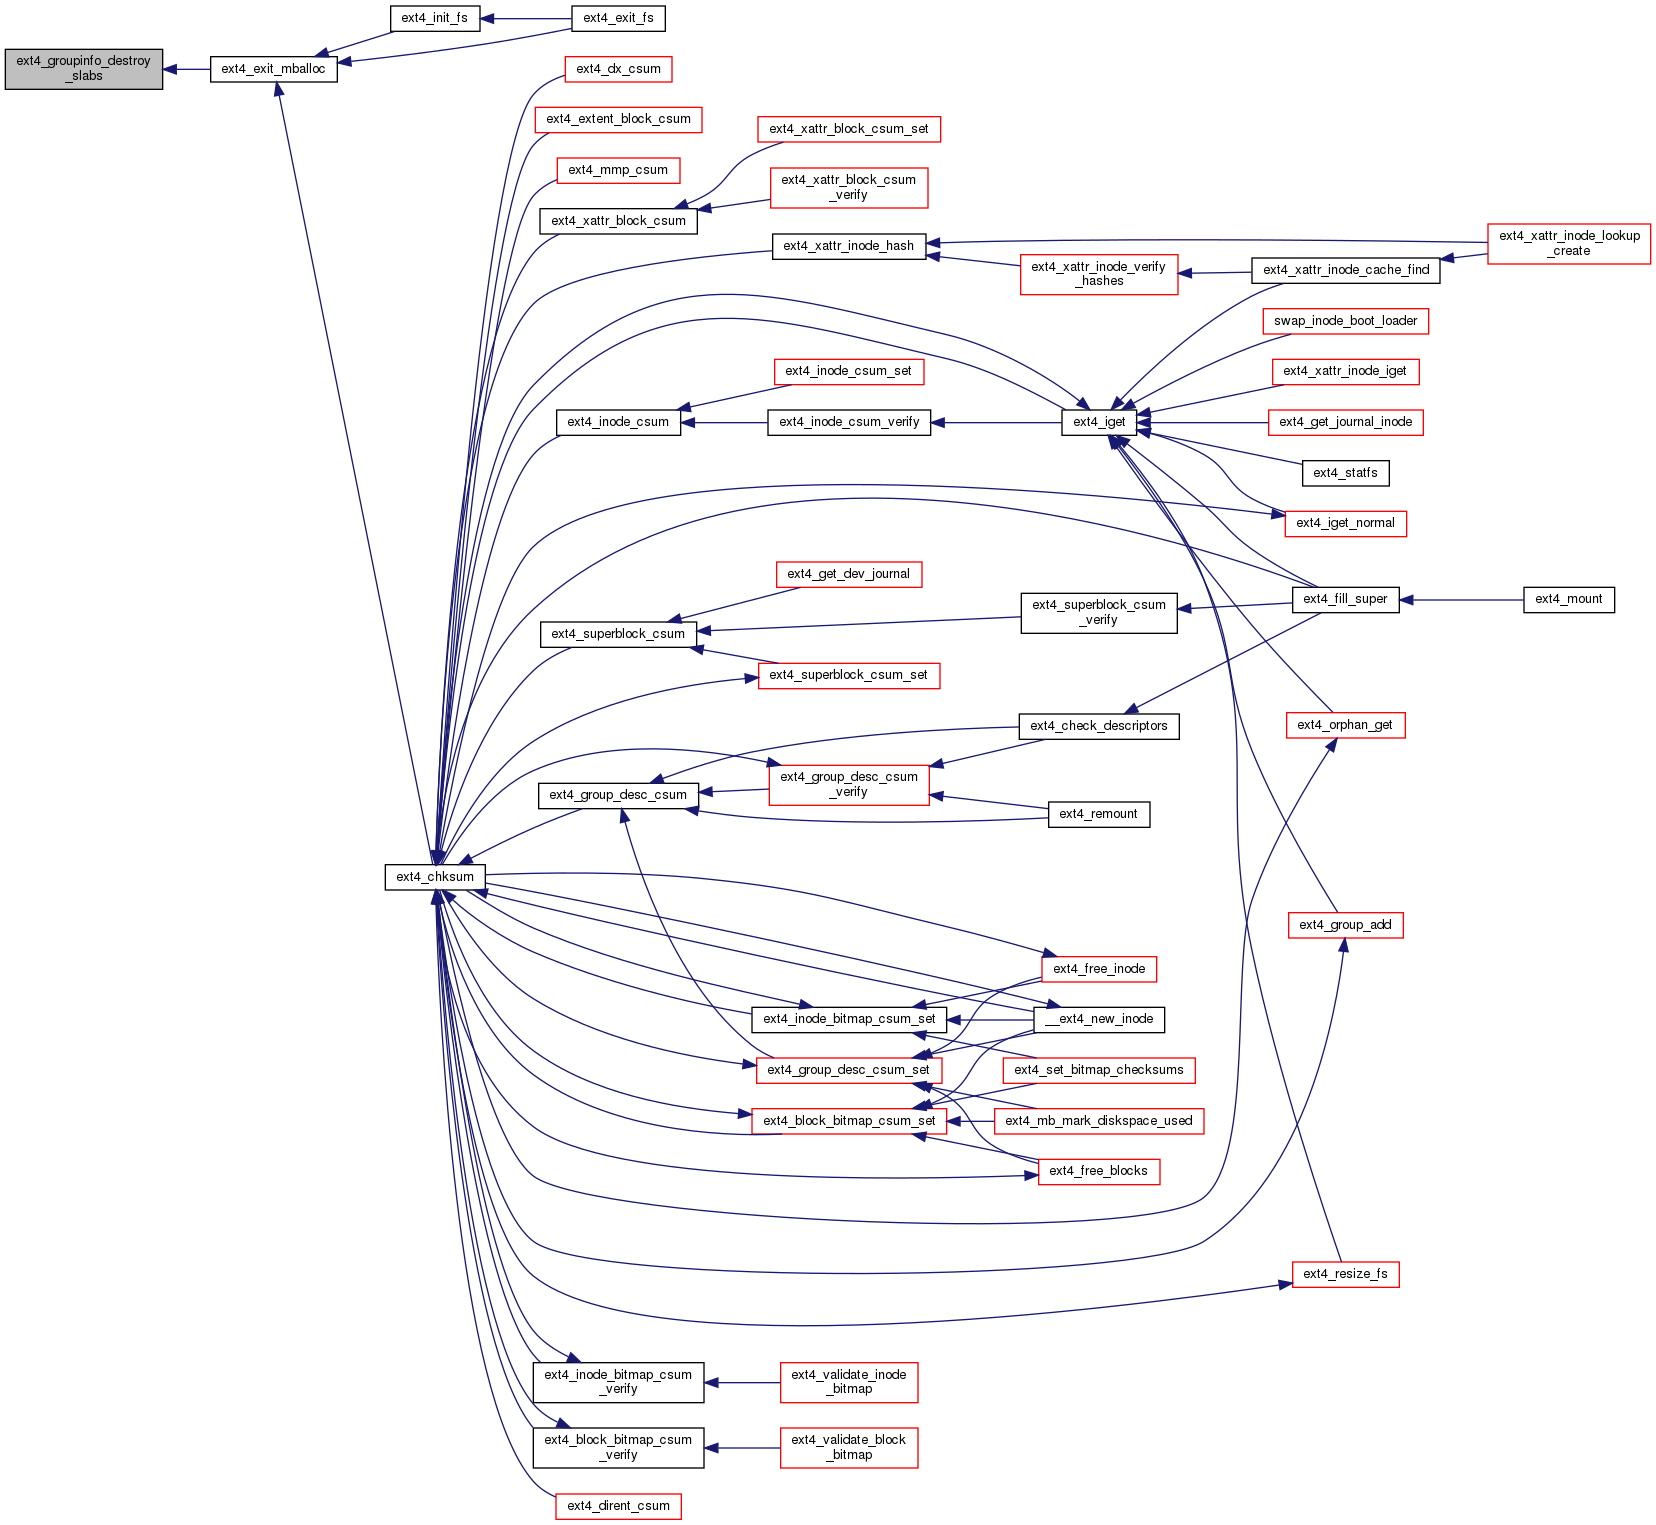 ext4_init_fs
ext4_exit_fs
ext4_groupinfo_destroy
_slabs
ext4_exit_mballoc
ext4_dx_csum
ext4_extent_block_csum
ext4_xattr_block_csum_set
ext4_mmp_csum
ext4_xattr_block_csum
_verify
ext4_xattr_block_csum
ext4_xattr_inode_hash
ext4_xattr_inode_lookup
_create
ext4_xattr_inode_verify
_hashes
ext4_xattr_inode_cache_find
swap_inode_boot_loader
ext4_inode_csum_set
ext4_xattr_inode_iget
ext4_inode_csum
ext4_inode_csum_verify
ext4_iget
ext4_get_journal_inode
ext4_statfs
ext4_iget_normal
ext4_get_dev_journal
ext4_superblock_csum
_verify
ext4_fill_super
ext4_mount
ext4_superblock_csum
ext4_superblock_csum_set
ext4_check_descriptors
ext4_orphan_get
ext4_group_desc_csum
_verify
ext4_group_desc_csum
ext4_remount
ext4_chksum
ext4_group_add
ext4_free_inode
ext4_inode_bitmap_csum_set
__ext4_new_inode
ext4_group_desc_csum_set
ext4_set_bitmap_checksums
ext4_block_bitmap_csum_set
ext4_mb_mark_diskspace_used
ext4_free_blocks
ext4_resize_fs
ext4_inode_bitmap_csum
_verify
ext4_validate_inode
_bitmap
ext4_block_bitmap_csum
_verify
ext4_validate_block
_bitmap
ext4_dirent_csum